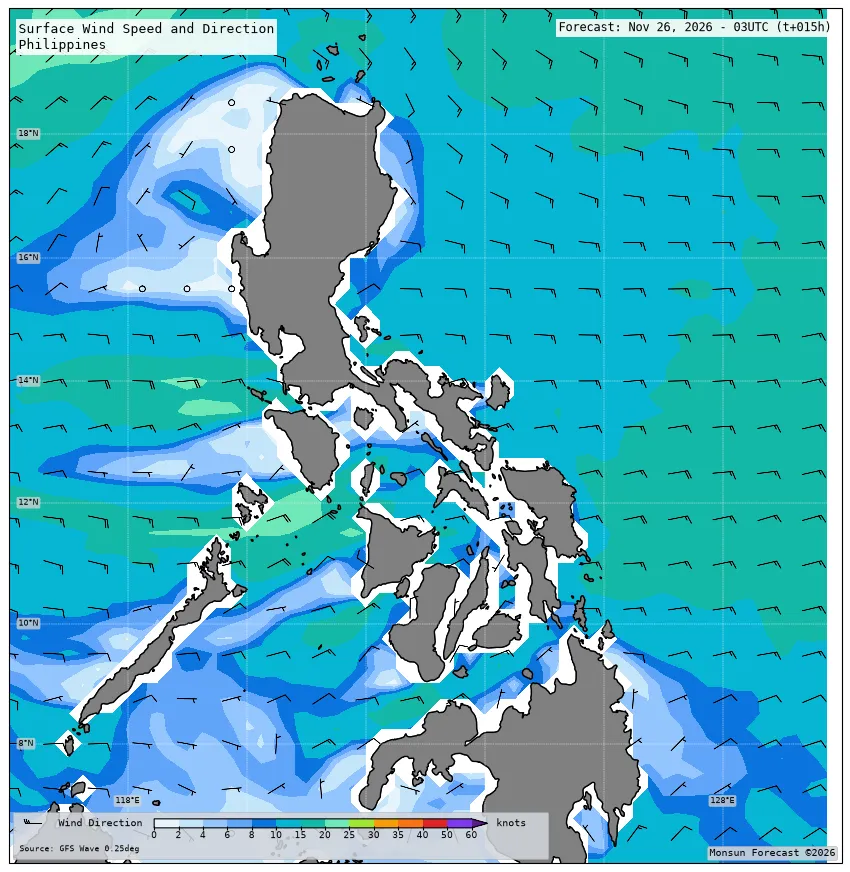 Surface Wind Speed and Direction
Philippines
Forecast: Nov 26, 2026 - 03UTC (t+015h)
18°N
16°N
14°N
12°N
10°N
8°N
118°E
128°E
Wind Direction
0 2 4 6 8 10 15 20 25 30 35 40 50 60
knots
Source: GFS Wave 0.25deg
Monsun Forecast ©2026